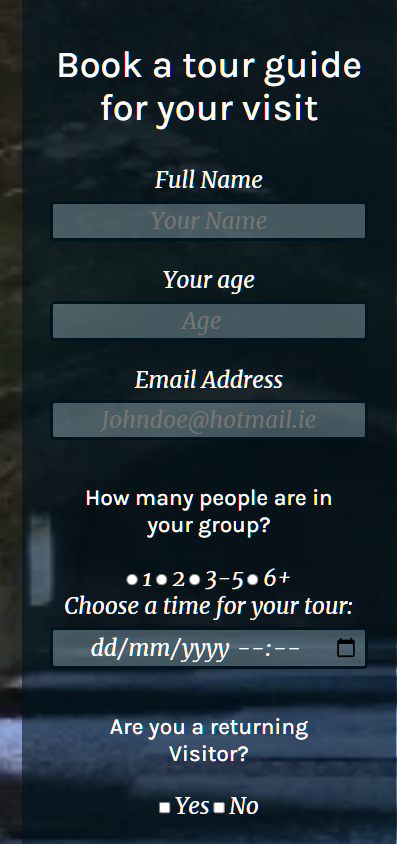 Book a tour guide
for your visit
Full Name
Your Name
Your age
Age
Email Address
Johndoe@hotmail.ie
How many people are in
your group?
1 2 3-5 6+
Choose a time for your tour:
dd/mm/yyyy --:--
Are you a returning
Visitor?
Yes No